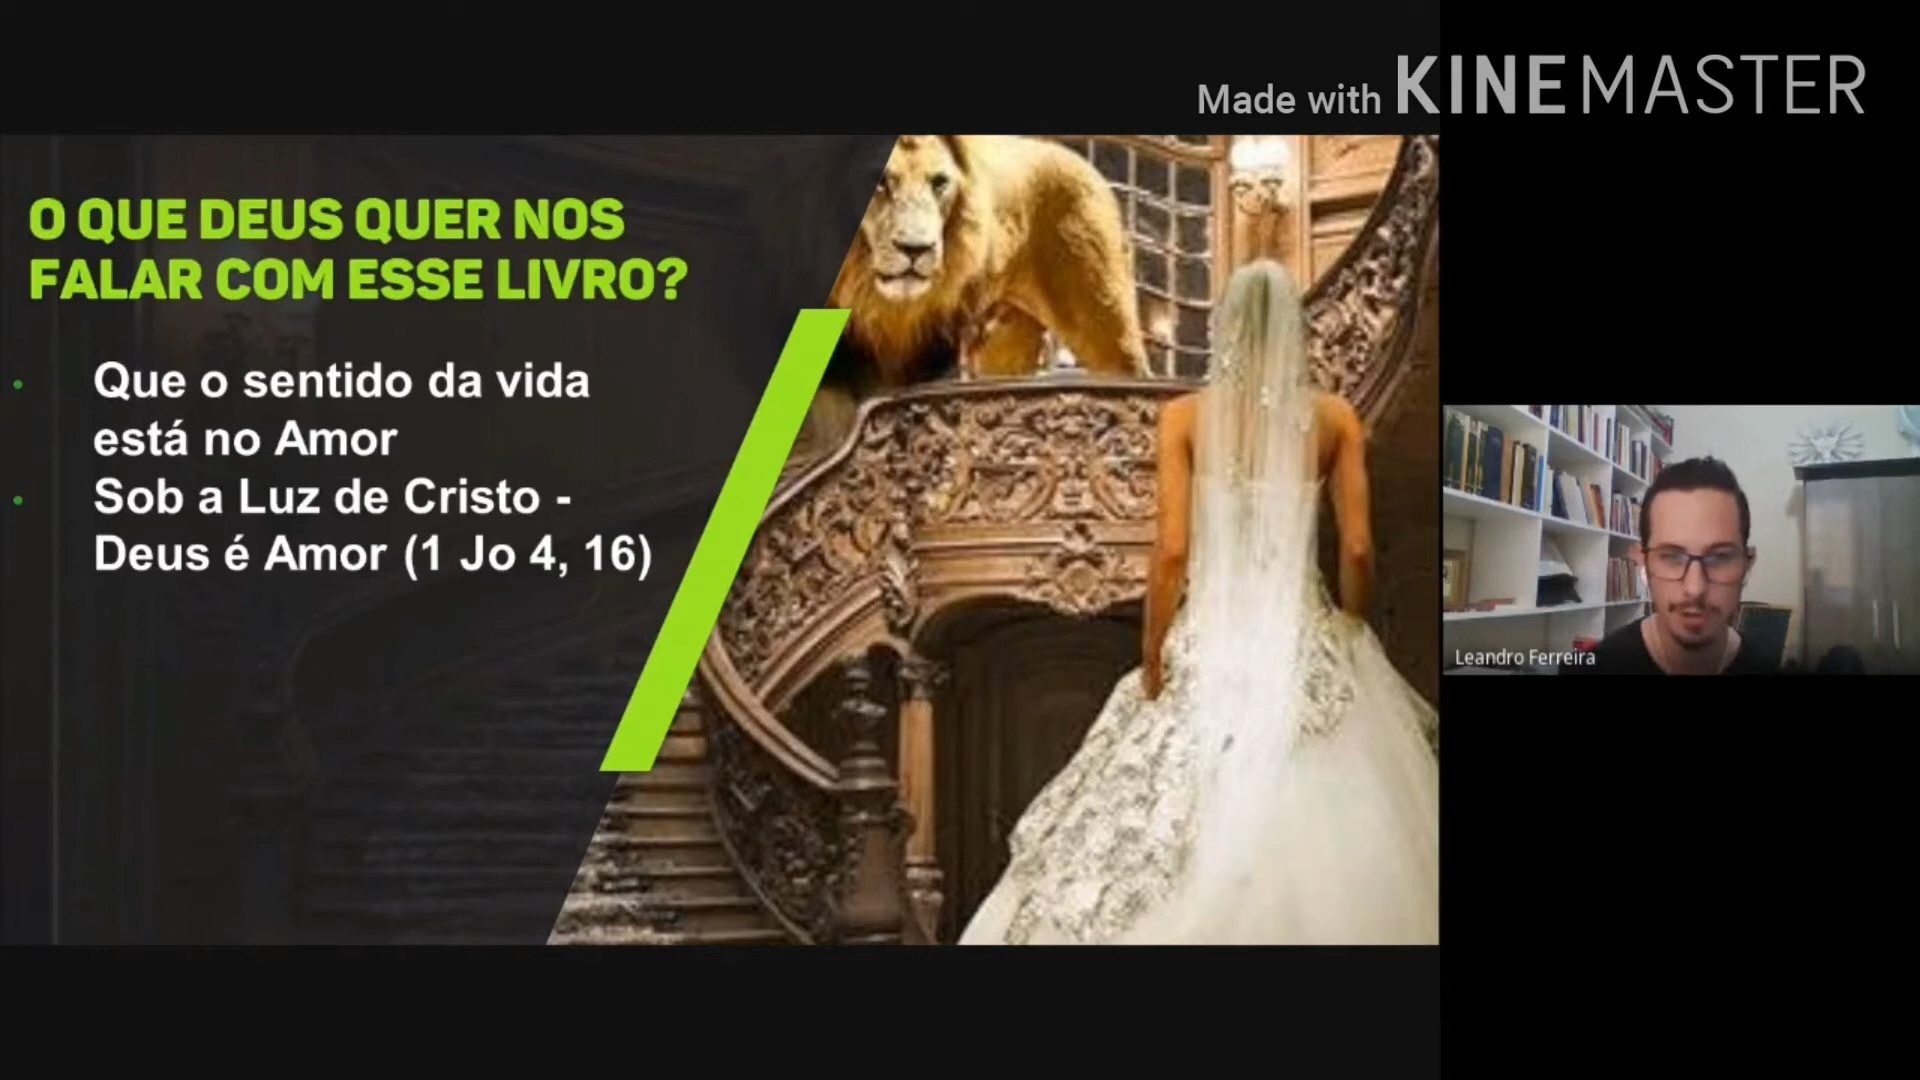 Made with KINEMASTER
O QUE DEUS QUER NOS
FALAR COM ESSE LIVRO?
• Que o sentido da vida
está no Amor
• Sob a Luz de Cristo -
Deus é Amor (1 Jo 4, 16)
Leandro Ferreira